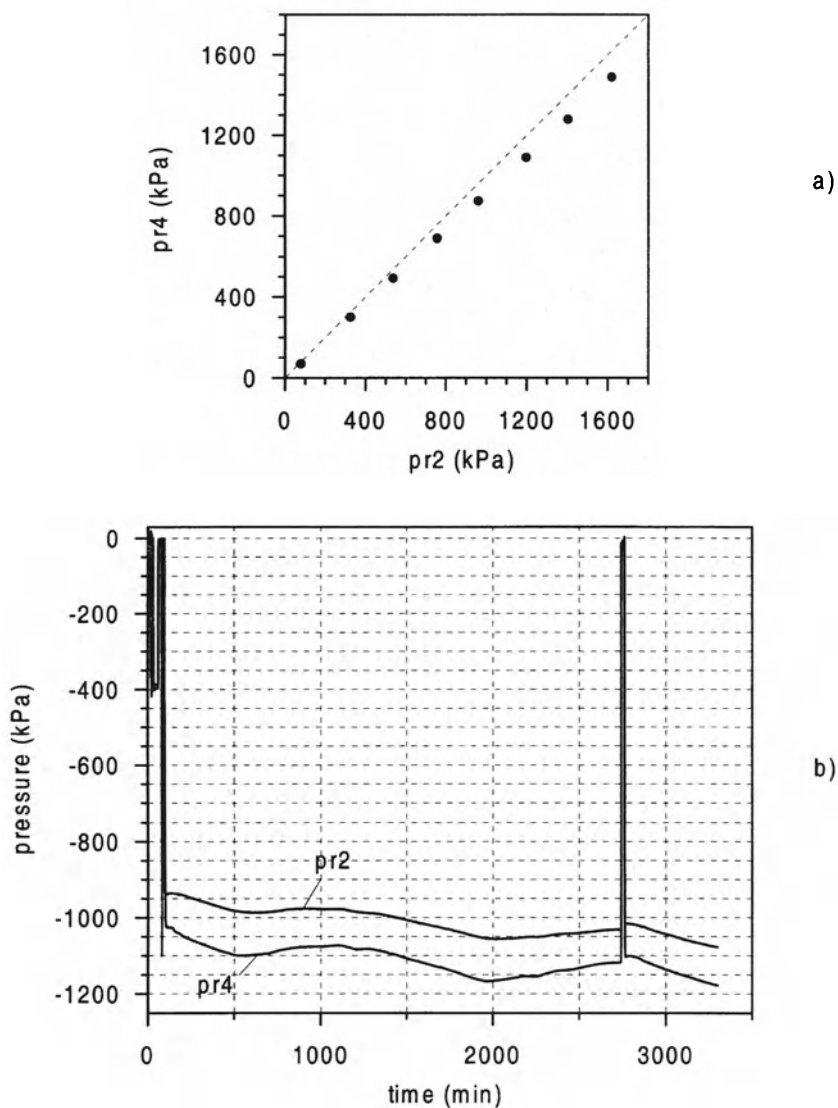 1600
1200
800
400
0
pr4 (kPa)
0 400 800 1200 1600
pr2 (kPa)
a)
0
-200
-400
-600
-800
-1000
-1200
pressure (kPa)
pr2
pr4
0 1000 2000 3000
time (min)
b)